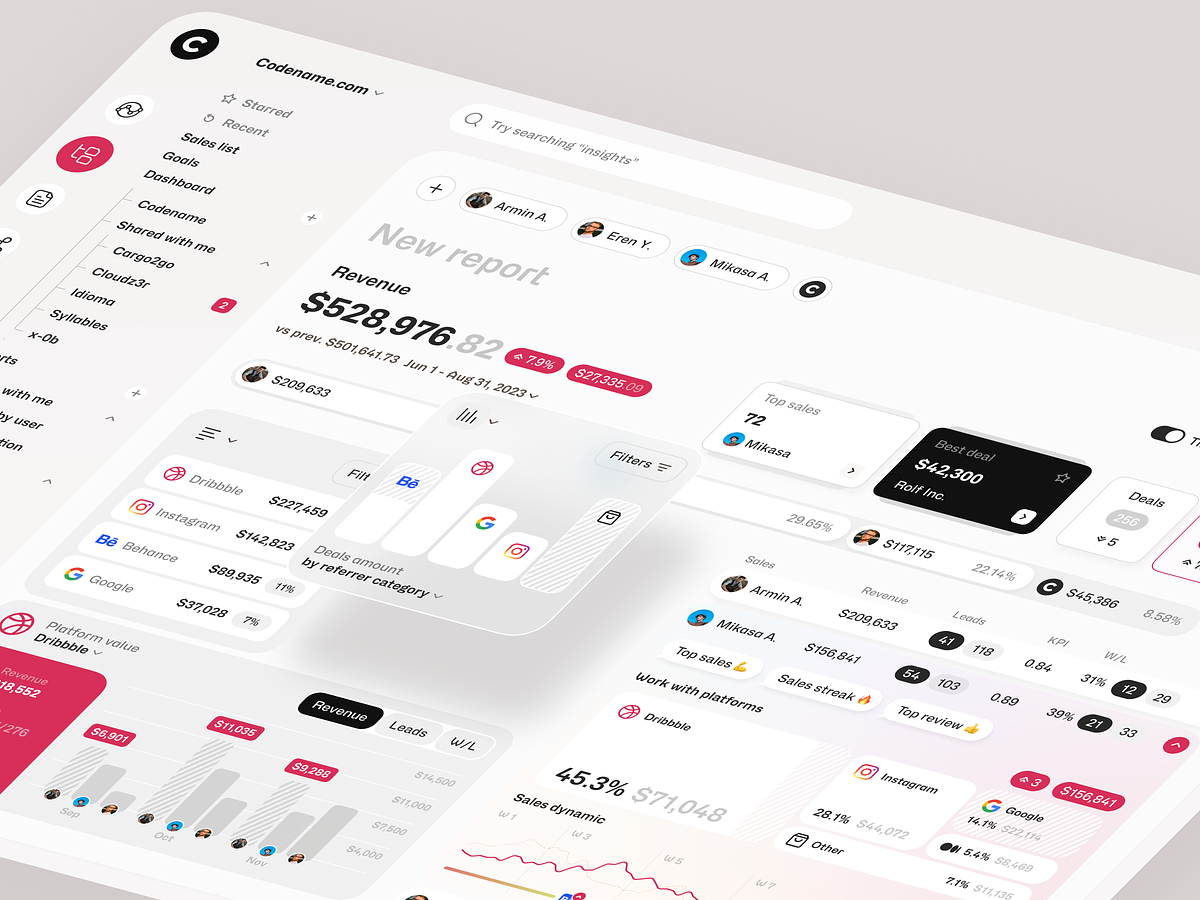 C
Codename.com
Starred
Recent
Sales list
Goals
Dashboard
Codename
Shared with me
Cargo2go
Cloudz3r
Idioma
2
Syllables
x-0b
with me
by user
Try searching "insights"
Armin A.
Eren Y.
Mikasa A.
C
New report
Revenue
$528,976.82
7.9%
$27,335.09
vs prev. $501,641.73 Jun 1 - Aug 31, 2023
$209,633
29.65%
$117,115
22.14%
C
$45,386
8.58%
Top sales
72
Mikasa
Best deal
$42,300
Rolf Inc.
Deals
256
5
Dribbble
$227,459
Instagram
$142,823
Bē
Behance
$89,935
11%
Google
$37,028
7%
Filters
Bē
Deals amount
by referrer category
Sales
Revenue
Leads
KPI
W/L
Armin A.
$209,633
41
118
0.84
31%
12
29
Mikasa A.
$156,841
54
103
0.89
39%
21
33
Top sales💪
Sales streak 🔥
Top review👍
Work with platforms
3
$156,841
Dribbble
45.3% $71,048
Instagram
28.1% $44,072
Google
14.1% $22,114
5.4% $8,469
Other
7.1% $11,135
Sales dynamic
W 1
W 3
W 5
W 7
Platform value
Dribbble
Revenue
Revenue
Leads
W/L
$6,901
$11,035
$9,288
$14,500
$11,000
$7,500
$4,000
Sep
Oct
Nov